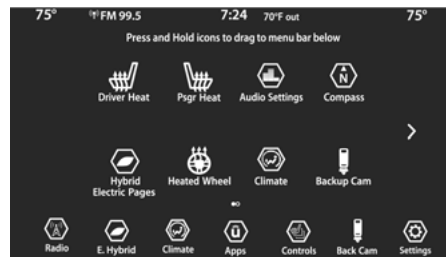 75° FM 99.5 7:24 70°F out 75°
Press and Hold icons to drag to menu bar below
Driver Heat Psgr Heat Audio Settings Compass
N
Hybrid
Electric Pages Heated Wheel Climate Backup Cam
Radio E. Hybrid Climate Apps Controls Back Cam Settings